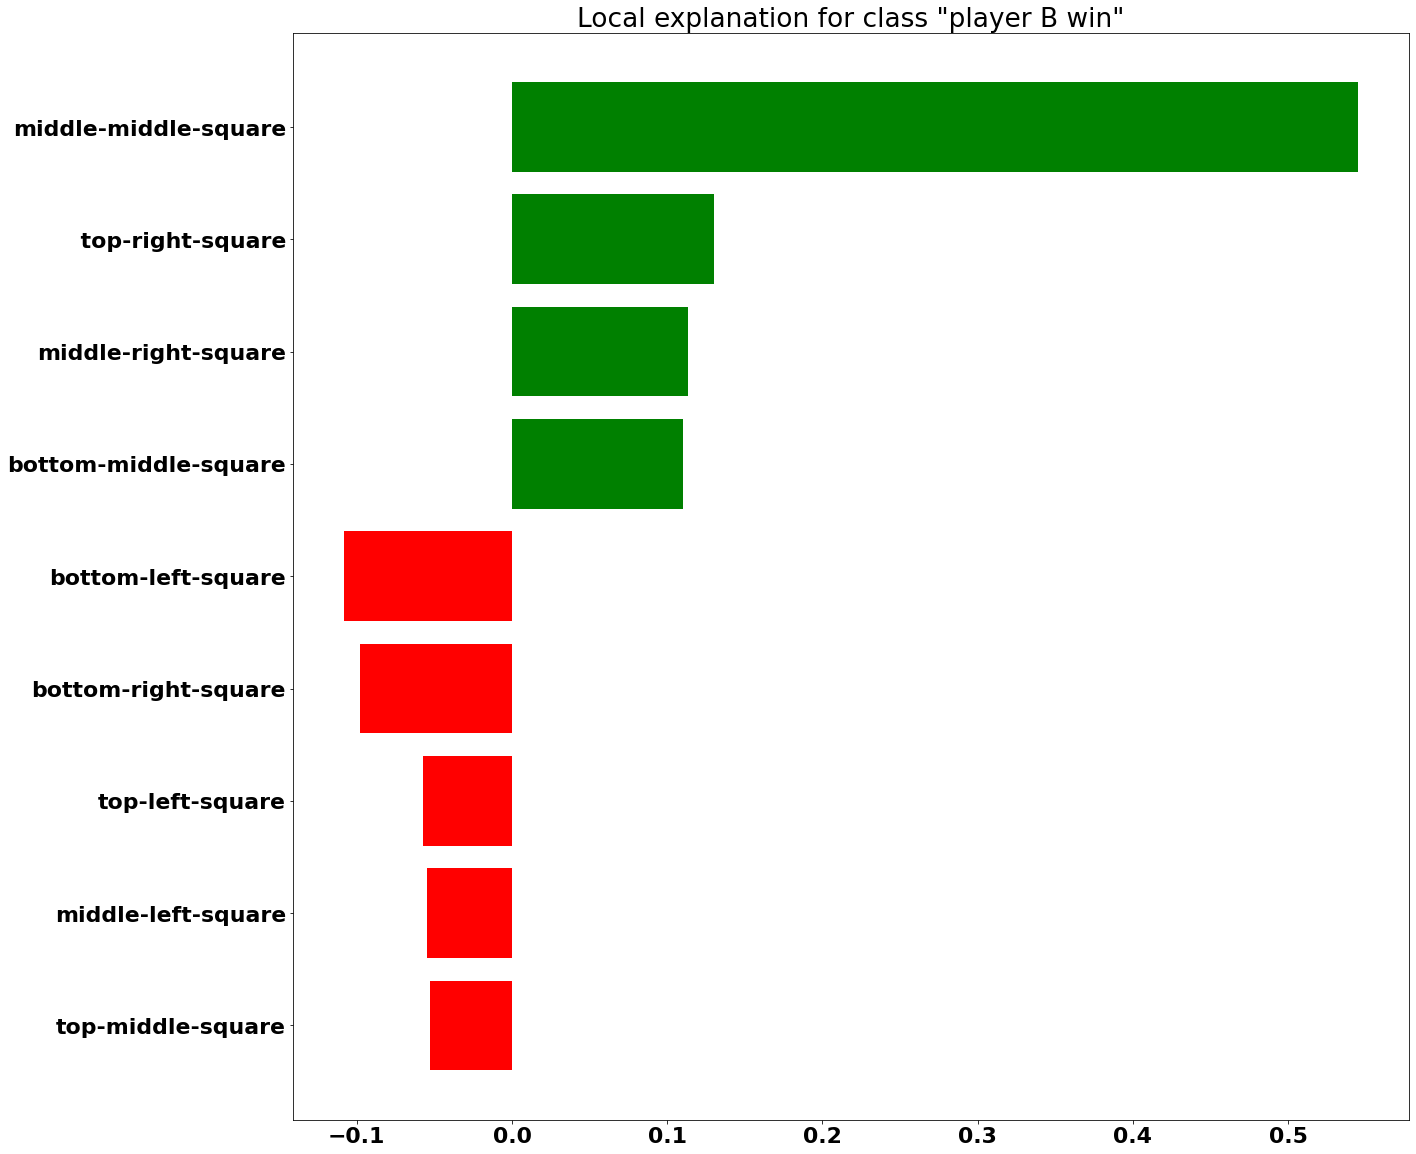 Local explanation for class "player B win"
middle-middle-square
top-right-square
middle-right-square
bottom-middle-square
bottom-left-square
bottom-right-square
top-left-square
middle-left-square
top-middle-square
−0.1 0.0 0.1 0.2 0.3 0.4 0.5